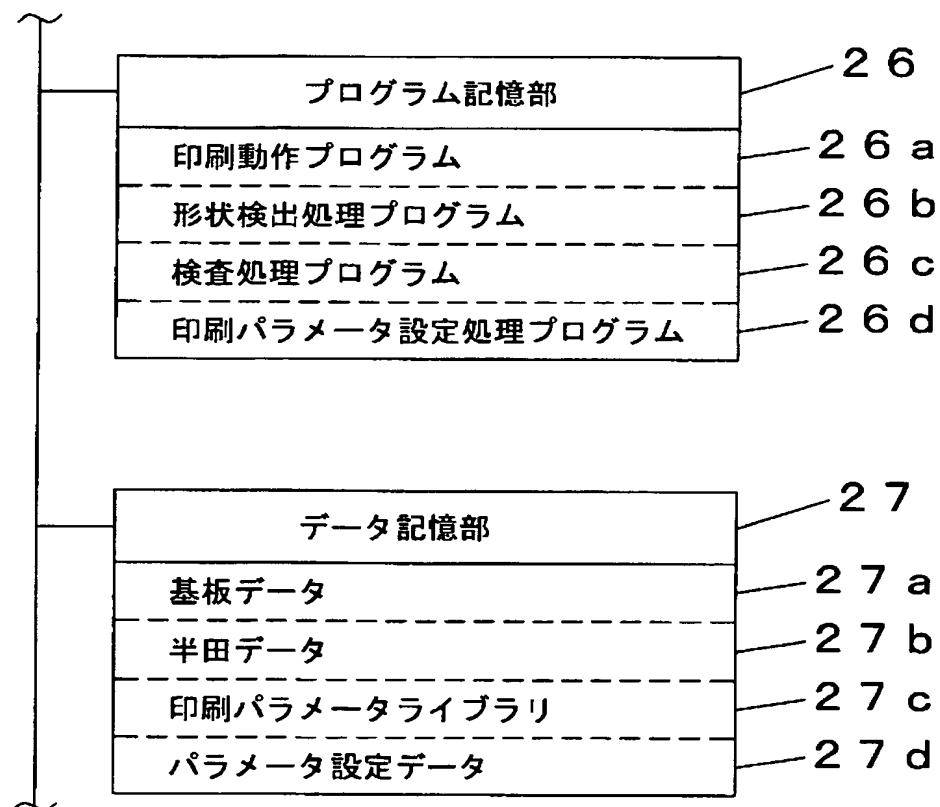 プログラム記憶部 26
印刷動作プログラム 26a
形状検出処理プログラム 26b
検査処理プログラム 26c
印刷パラメータ設定処理プログラム 26d
データ記憶部 27
基板データ 27a
半田データ 27b
印刷パラメータライブラリ 27c
パラメータ設定データ 27d